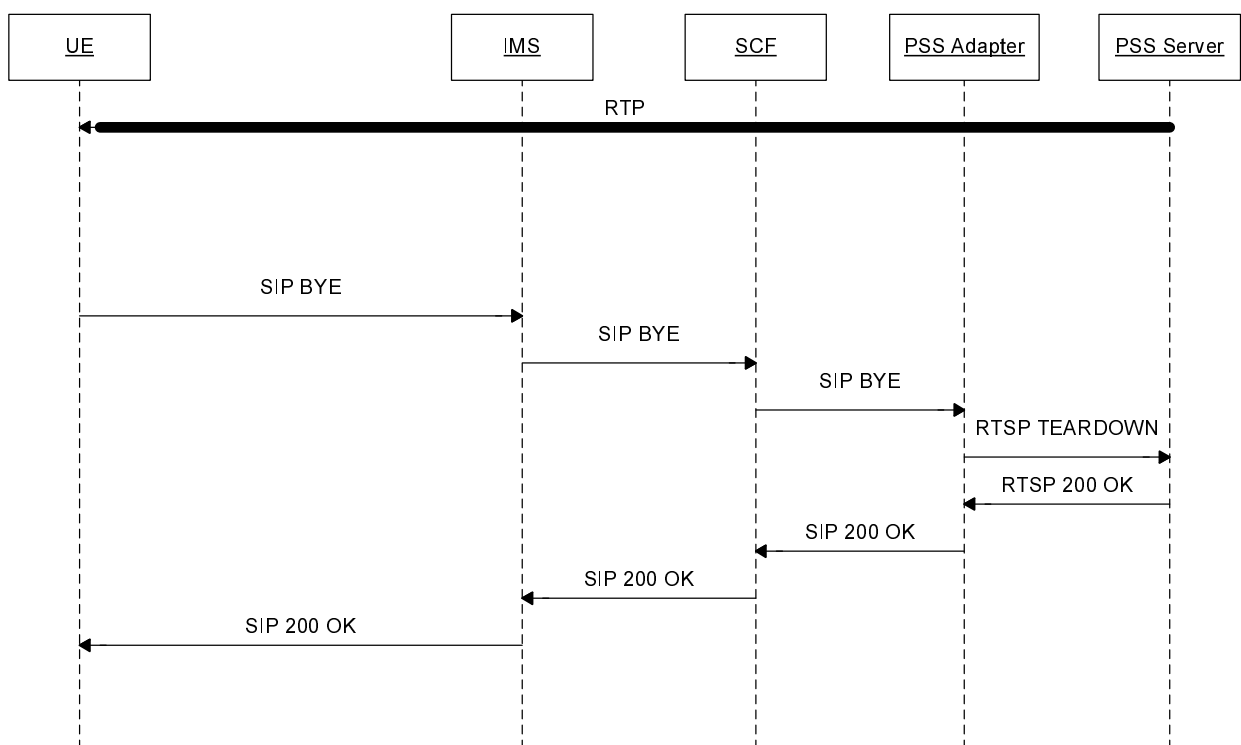 UE
IMS
SCF
PSS Adapter
PSS Server
RTP
SIP BYE
SIP BYE
SIP BYE
RTSP TEARDOWN
RTSP 200 OK
SIP 200 OK
SIP 200 OK
SIP 200 OK